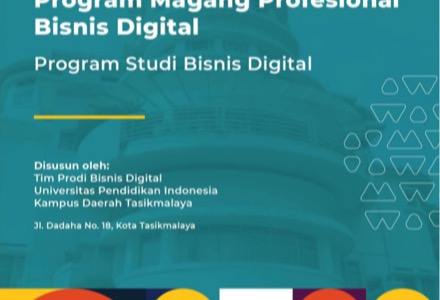 Program Magang Profesional
Bisnis Digital
Program Studi Bisnis Digital
Disusun oleh:
Tim Prodi Bisnis Digital
Universitas Pendidikan Indonesia
Kampus Daerah Tasikmalaya
Jl. Dadaha No. 18, Kota Tasikmalaya